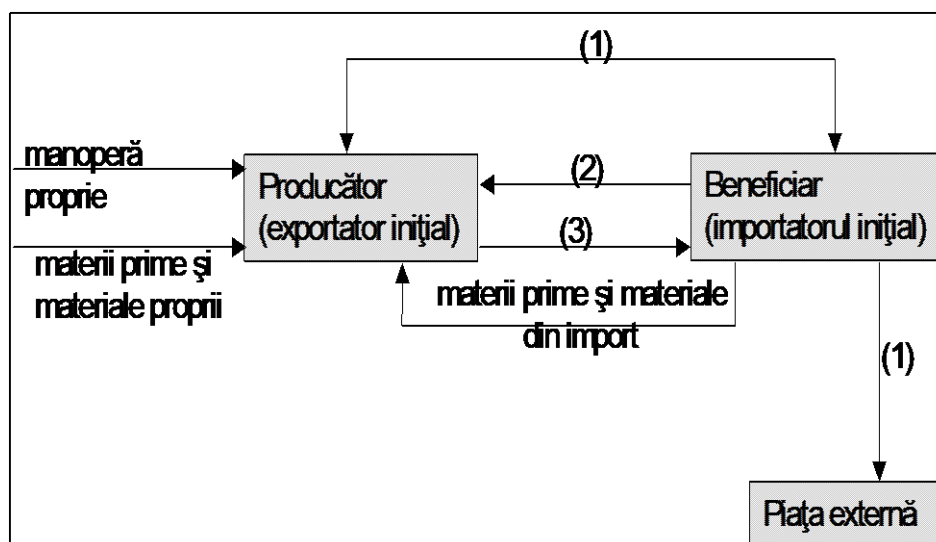 (1)
manoperă
proprie
Producător
(exportator iniţial)
(2)
(3)
Beneficiar
(importatorul iniţial)
materii prime şi
materiale proprii
materii prime şi materiale
din import
(1)
Piaţa externă